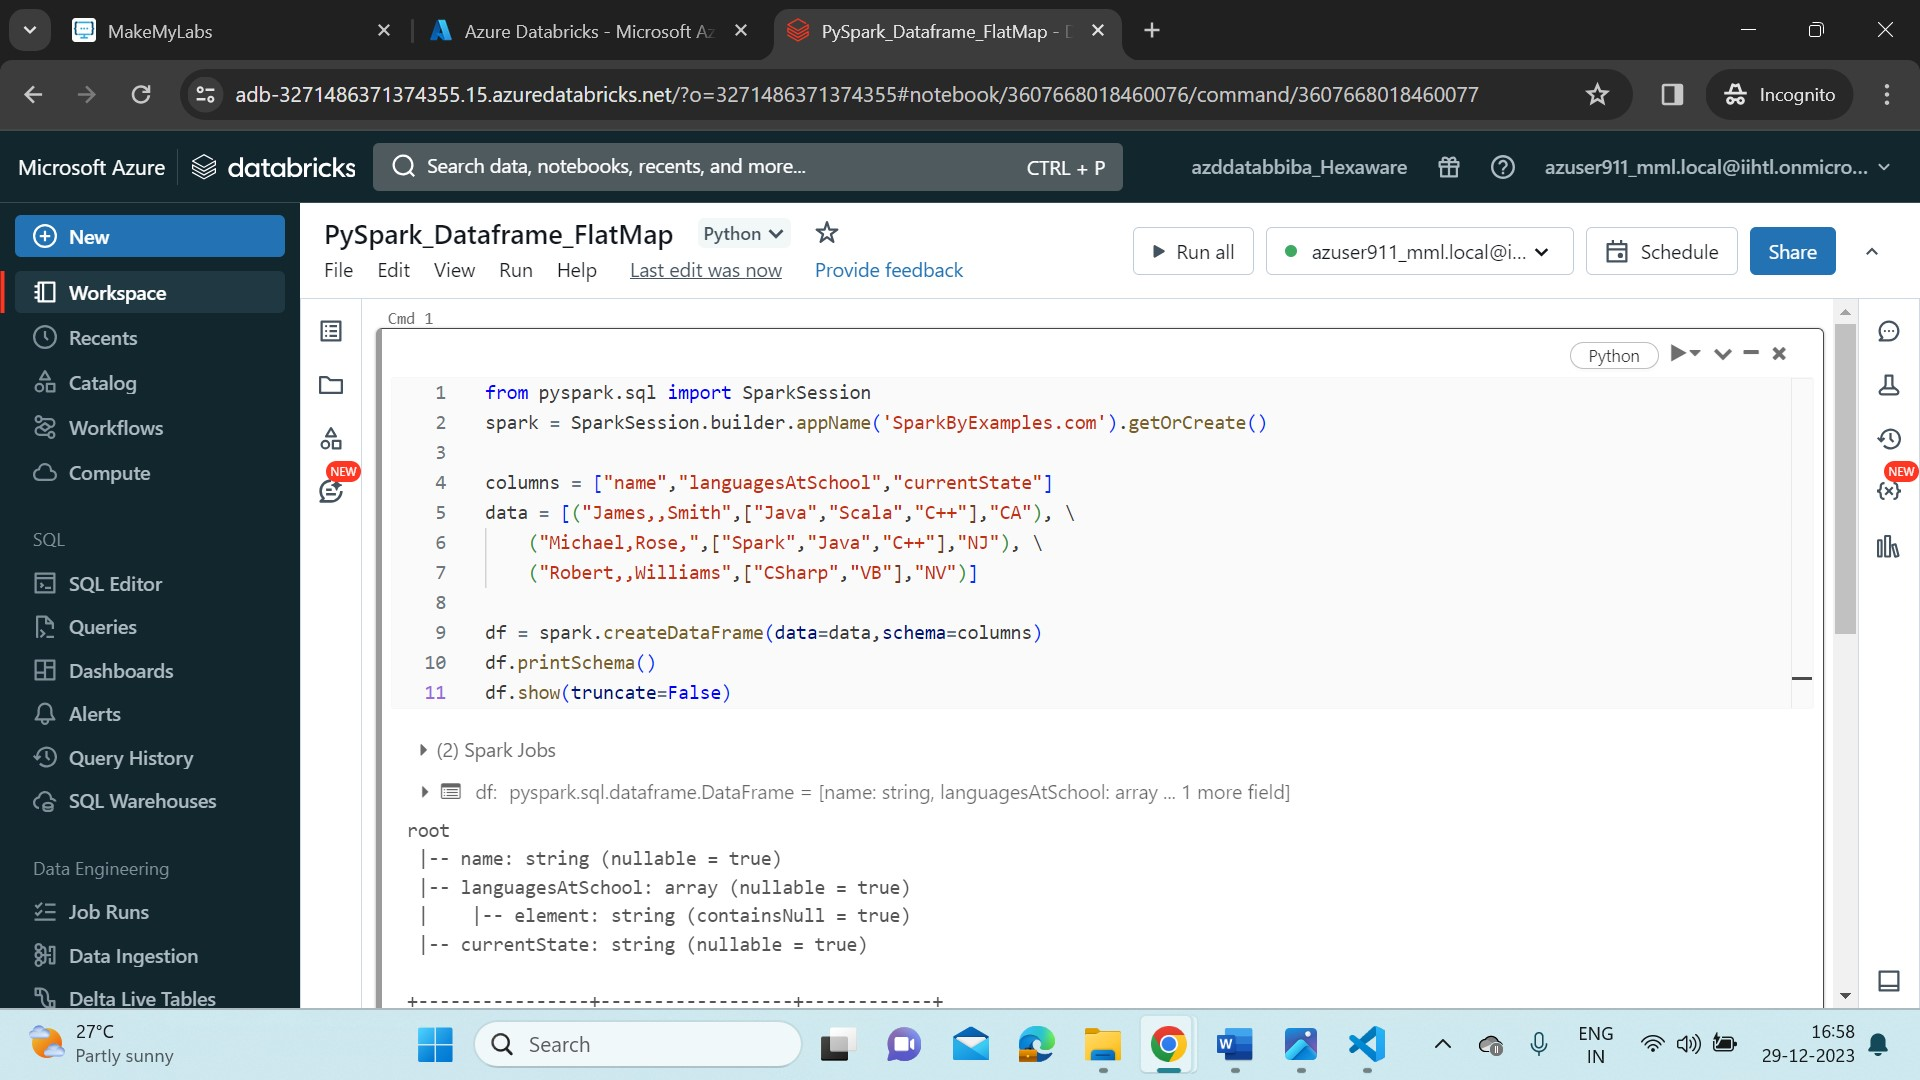 MakeMyLabs
Azure Databricks - Microsoft Az
PySpark_Dataframe_FlatMap -
adb-3271486371374355.15.azuredatabricks.net/?o=3271486371374355#notebook/3607668018460076/command/3607668018460077
Incognito
Microsoft Azure
databricks
Search data, notebooks, recents, and more...
CTRL + P
azddatabbiba_Hexaware
azuser911_mml.local@iihtl.onmicro...
New
Workspace
Recents
Catalog
Workflows
Compute
SQL
SQL Editor
Queries
Dashboards
Alerts
Query History
SQL Warehouses
Data Engineering
Job Runs
Data Ingestion
Delta Live Tables
PySpark_Dataframe_FlatMap
Python
File Edit View Run Help Last edit was now Provide feedback
Run all
azuser911_mml.local@i...
Schedule
Share
NEW
NEW
Cmd 1
Python
1 from pyspark.sql import SparkSession
2 spark = SparkSession.builder.appName('SparkByExamples.com').getOrCreate()
3
4 columns = ["name","languagesAtSchool","currentState"]
5 data = [("James,,Smith",["Java","Scala","C++"],"CA"), \
6 ("Michael,Rose,",["Spark","Java","C++"],"NJ"), \
7 ("Robert,,Williams",["CSharp","VB"],"NV")]
8
9 df = spark.createDataFrame(data=data,schema=columns)
10 df.printSchema()
11 df.show(truncate=False)
(2) Spark Jobs
df: pyspark.sql.dataframe.DataFrame = [name: string, languagesAtSchool: array ... 1 more field]
root
|-- name: string (nullable = true)
|-- languagesAtSchool: array (nullable = true)
| |-- element: string (containsNull = true)
|-- currentState: string (nullable = true)
+----------------+------------------+------------+
27°C
Partly sunny
Search
ENG
IN
16:58
29-12-2023